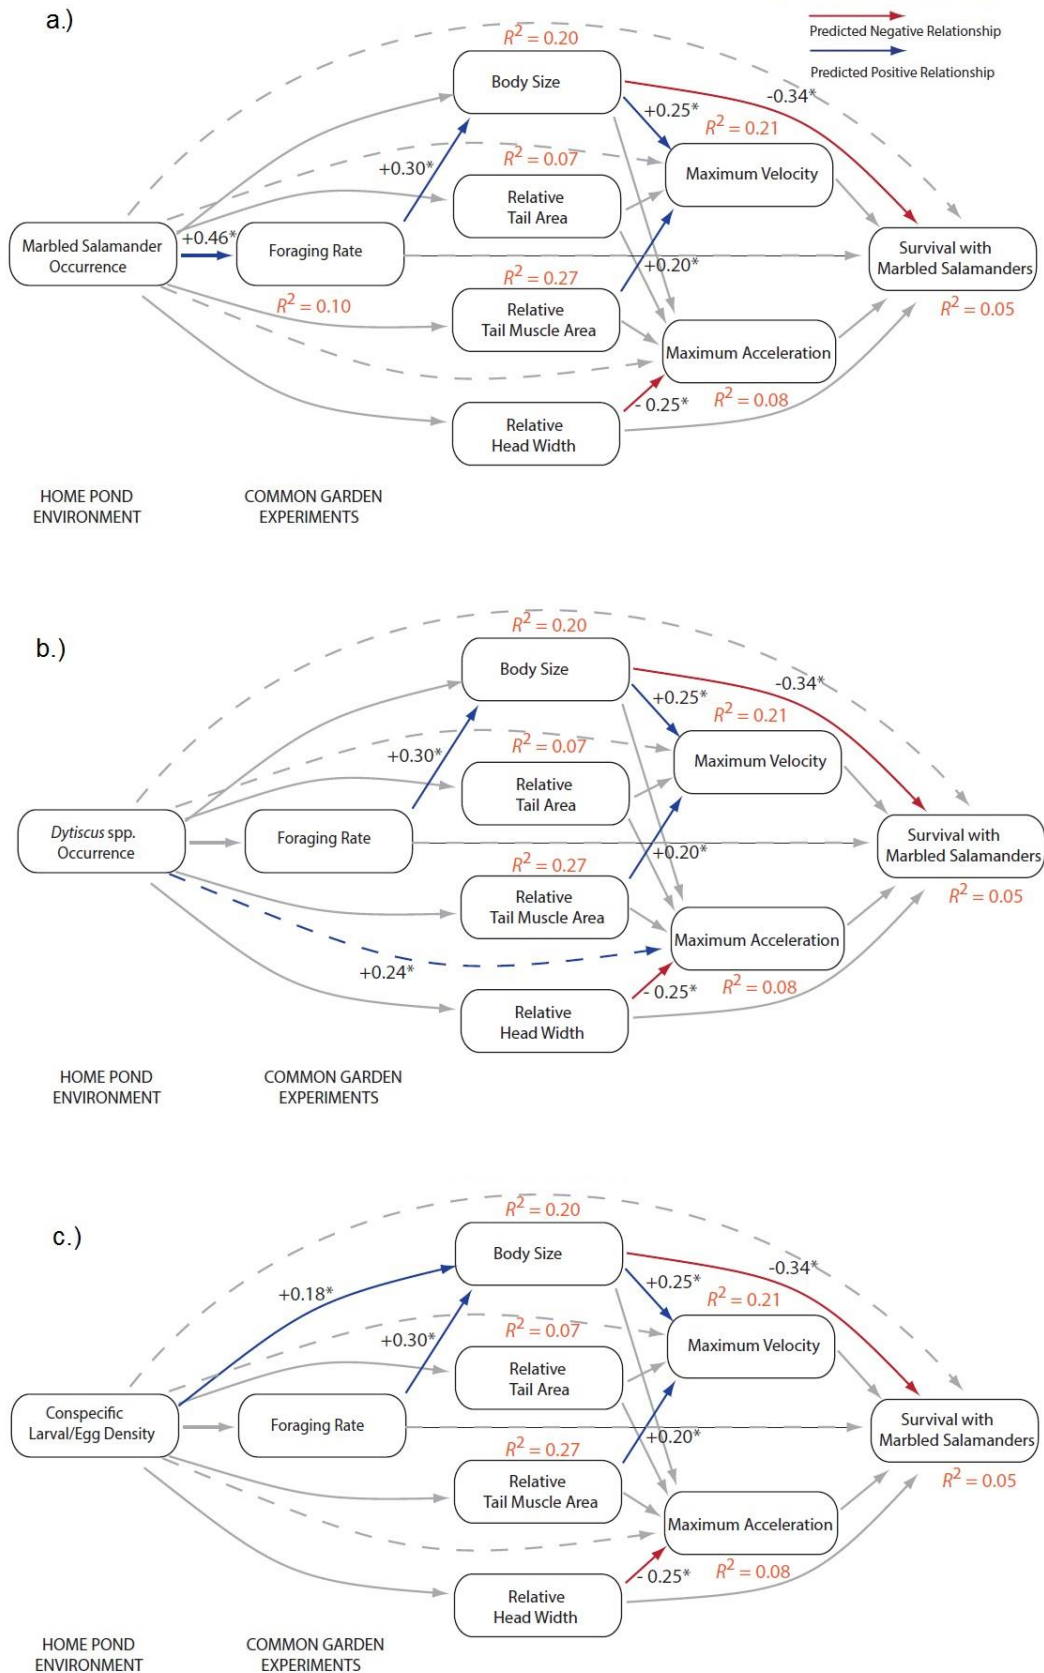 a.)
Predicted Negative Relationship
Predicted Positive Relationship
R² = 0.20
Body Size
-0.34*
+0.25*
R² = 0.21
R² = 0.07
+0.30*
Maximum Velocity
Relative
Tail Area
Marbled Salamander
Occurrence
+0.46*
Foraging Rate
+0.20*
Survival with
Marbled Salamanders
R² = 0.27
R² = 0.10
R² = 0.05
Relative
Tail Muscle Area
Maximum Acceleration
- 0.25*
R² = 0.08
Relative
Head Width
HOME POND
ENVIRONMENT
COMMON GARDEN
EXPERIMENTS
b.)
R² = 0.20
Body Size
-0.34*
+0.25*
R² = 0.21
R² = 0.07
+0.30*
Maximum Velocity
Relative
Tail Area
Dytiscus spp.
Occurrence
Foraging Rate
+0.20*
Survival with
Marbled Salamanders
R² = 0.27
R² = 0.05
Relative
Tail Muscle Area
Maximum Acceleration
+0.24*
- 0.25*
R² = 0.08
Relative
Head Width
HOME POND
ENVIRONMENT
COMMON GARDEN
EXPERIMENTS
c.)
R² = 0.20
Body Size
-0.34*
+0.18*
+0.25*
R² = 0.21
R² = 0.07
+0.30*
Maximum Velocity
Relative
Tail Area
Conspecific
Larval/Egg Density
Foraging Rate
+0.20*
Survival with
Marbled Salamanders
R² = 0.27
R² = 0.05
Relative
Tail Muscle Area
Maximum Acceleration
- 0.25*
R² = 0.08
Relative
Head Width
HOME POND
ENVIRONMENT
COMMON GARDEN
EXPERIMENTS